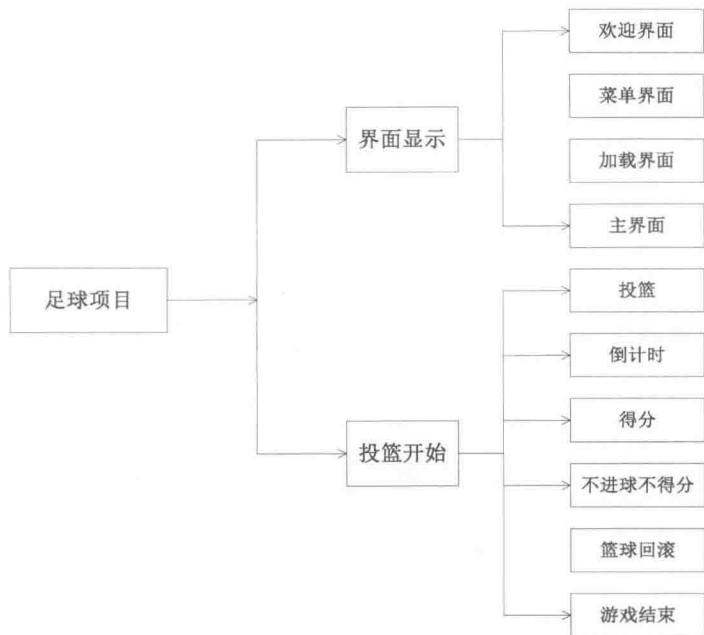 欢迎界面
菜单界面
界面显示
加载界面
主界面
足球项目
投篮
倒计时
得分
投篮开始
不进球不得分
篮球回滚
游戏结束